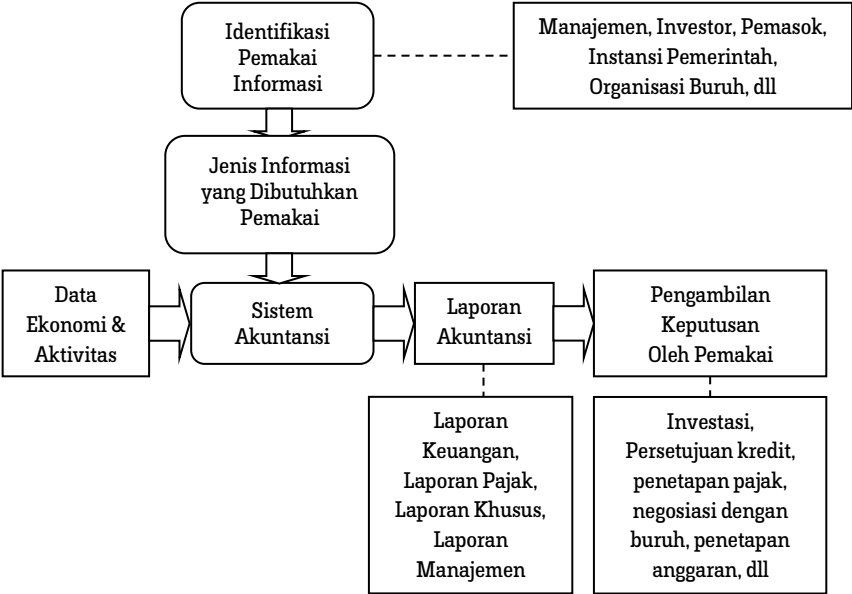 Identifikasi
Pemakai
Informasi
Manajemen, Investor, Pemasok,
Instansi Pemerintah,
Organisasi Buruh, dll
Jenis Informasi
yang Dibutuhkan
Pemakai
Data
Ekonomi &
Aktivitas
Sistem
Akuntansi
Laporan
Akuntansi
Pengambilan
Keputusan
Oleh Pemakai
Laporan
Keuangan,
Laporan Pajak,
Laporan Khusus,
Laporan
Manajemen
Investasi,
Persetujuan kredit,
penetapan pajak,
negosiasi dengan
buruh, penetapan
anggaran, dll